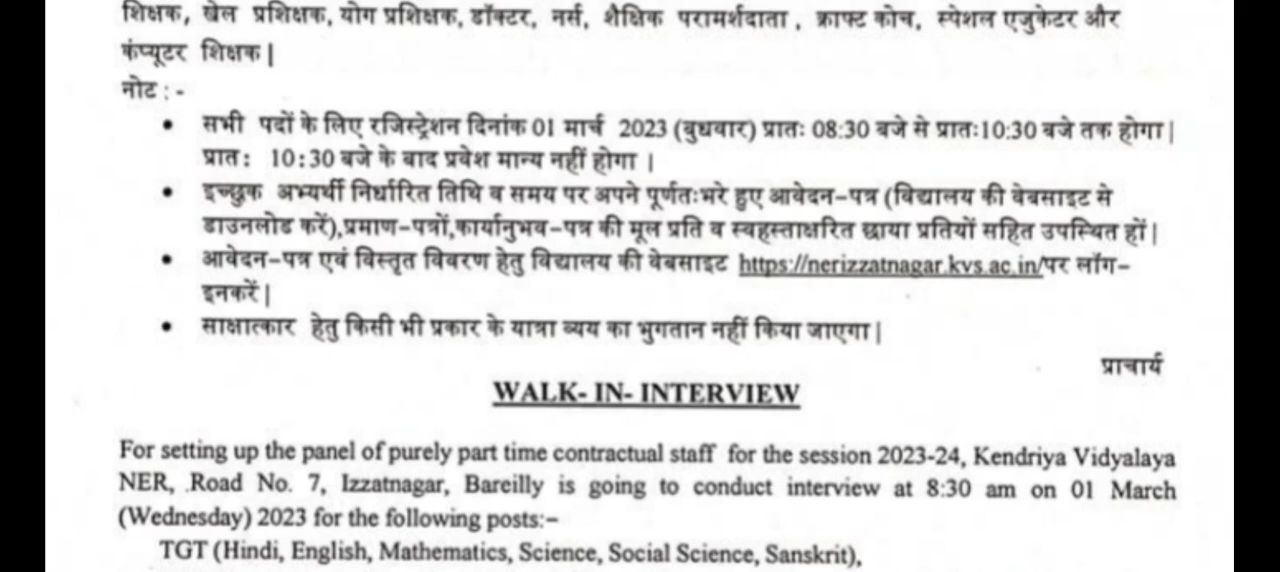 शिक्षक, खेल प्रशिक्षक, योग प्रशिक्षक, डॉक्टर, नर्स, शैक्षिक परामर्शदाता , क्राफ्ट कोच, स्पेशल एजुकेटर और
कंप्यूटर शिक्षक|
नोट : -
• सभी पदों के लिए रजिस्ट्रेशन दिनांक 01 मार्च 2023 (बुधवार) प्रातः 08:30 बजे से प्रातः10:30 बजे तक होगा|
प्रात: 10:30 बजे के बाद प्रवेश मान्य नहीं होगा ।
• इच्छुक अभ्यर्थी निर्धारित तिथि व समय पर अपने पूर्णतःभरे हुए आवेदन-पत्र (विद्यालय की वेबसाइट से
डाउनलोड करें),प्रमाण-पत्रों,कार्यानुभव-पत्र की मूल प्रति व स्वहस्ताक्षरित छाया प्रतियों सहित उपस्थित हों|
• आवेदन-पत्र एवं विस्तृत विवरण हेतु विद्यालय की वेबसाइट https://nerizzatnagar.kvs.ac.in/पर लॉग-
इनकरें|
• साक्षात्कार हेतु किसी भी प्रकार के यात्रा व्यय का भुगतान नहीं किया जाएगा|
प्राचार्य
WALK- IN- INTERVIEW
For setting up the panel of purely part time contractual staff for the session 2023-24, Kendriya Vidyalaya
NER, Road No. 7, Izzatnagar, Bareilly is going to conduct interview at 8:30 am on 01 March
(Wednesday) 2023 for the following posts:-
TGT (Hindi, English, Mathematics, Science, Social Science, Sanskrit),